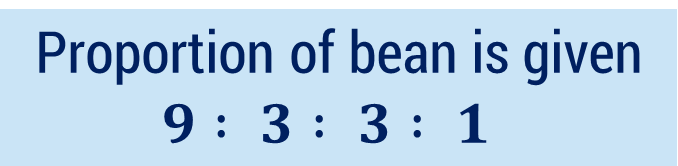 Proportion of bean is given
9 : 3 : 3 : 1